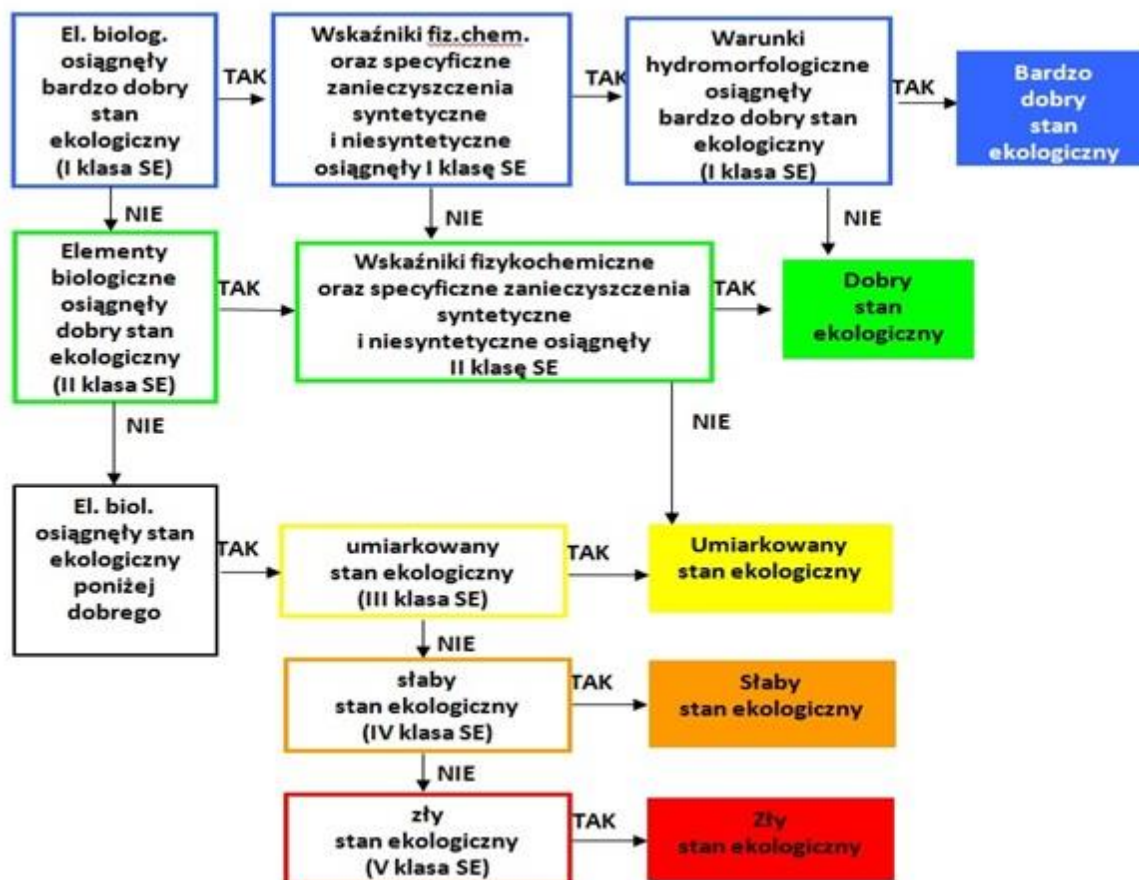 El. biolog.
osiągnęły
bardzo dobry
stan
ekologiczny
(I klasa SE)
TAK
Wskaźniki fiz.chem.
oraz specyficzne
zanieczyszczenia
syntetyczne
i niesyntetyczne
osiągnęły I klasę SE
TAK
Warunki
hydromorfologiczne
osiągnęły
bardzo dobry stan
ekologiczny
(I klasa SE)
TAK
Bardzo
dobry
stan
ekologiczny
NIE
NIE
NIE
Elementy
biologiczne
osiągnęły
dobry stan
ekologiczny
(II klasa SE)
TAK
Wskaźniki fizykochemiczne
oraz specyficzne zanieczyszczenia
syntetyczne
i niesyntetyczne osiągnęły
II klasę SE
TAK
Dobry
stan
ekologiczny
NIE
NIE
El. biol.
osiągnęły stan
ekologiczny
poniżej
dobrego
TAK
umiarkowany
stan ekologiczny
(III klasa SE)
TAK
Umiarkowany
stan ekologiczny
NIE
słaby
stan ekologiczny
(IV klasa SE)
TAK
Słaby
stan ekologiczny
NIE
zły
stan ekologiczny
(V klasa SE)
TAK
Zły
stan ekologiczny